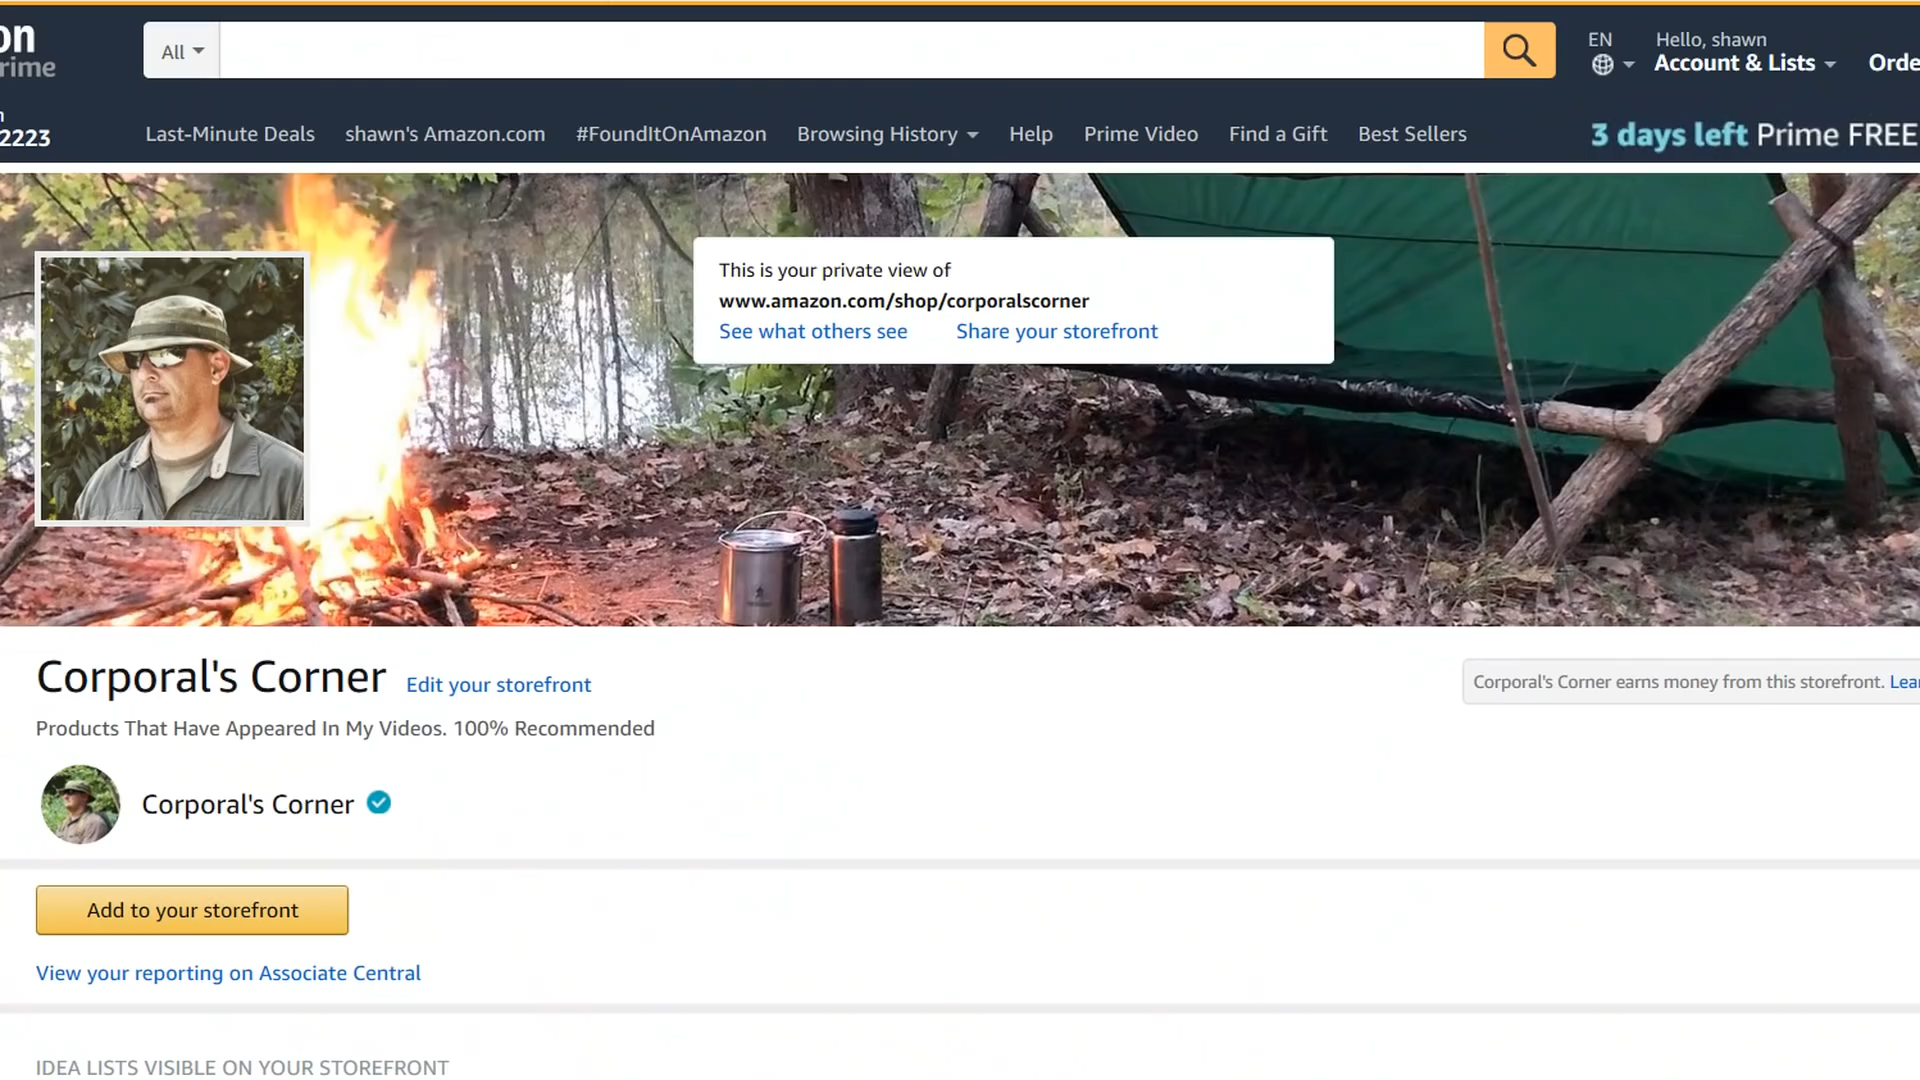 on
rime
All
EN
Hello, shawn
Account & Lists
Orde
n
2223
Last-Minute Deals
shawn's Amazon.com
#FoundItOnAmazon
Browsing History
Help
Prime Video
Find a Gift
Best Sellers
3 days left Prime FREE
This is your private view of
www.amazon.com/shop/corporalscorner
See what others see
Share your storefront
Corporal's Corner
Edit your storefront
Corporal's Corner earns money from this storefront. Lear
Products That Have Appeared In My Videos. 100% Recommended
Corporal's Corner
Add to your storefront
View your reporting on Associate Central
IDEA LISTS VISIBLE ON YOUR STOREFRONT